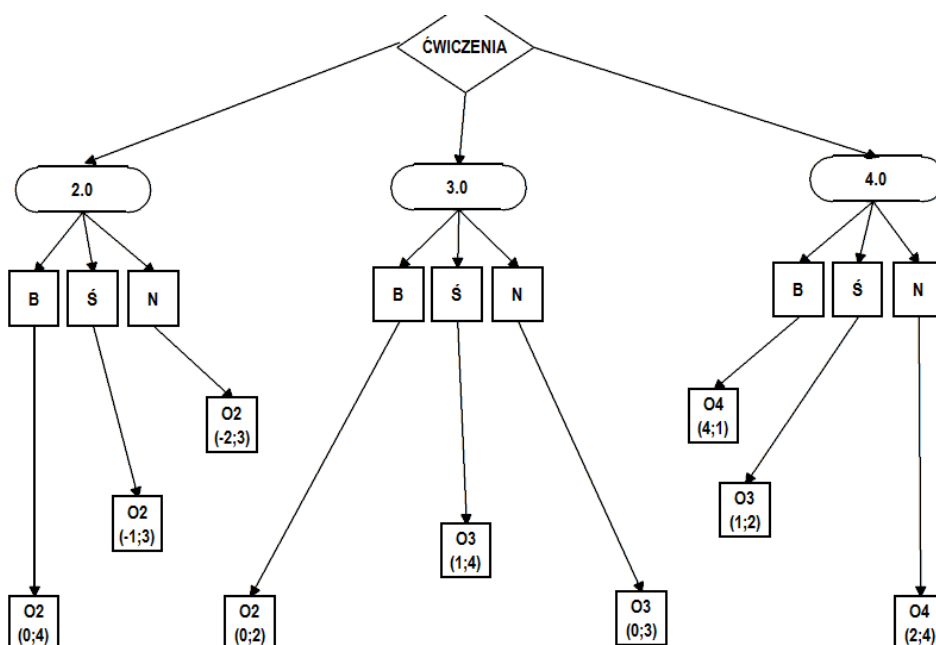 ĆWICZENIA
2.0
3.0
4.0
B
Ś
N
B
Ś
N
B
Ś
N
O2
(-2;3)
O4
(4;1)
O2
(-1;3)
O3
(1;4)
O3
(1;2)
O2
(0;4)
O2
(0;2)
O3
(0;3)
O4
(2;4)